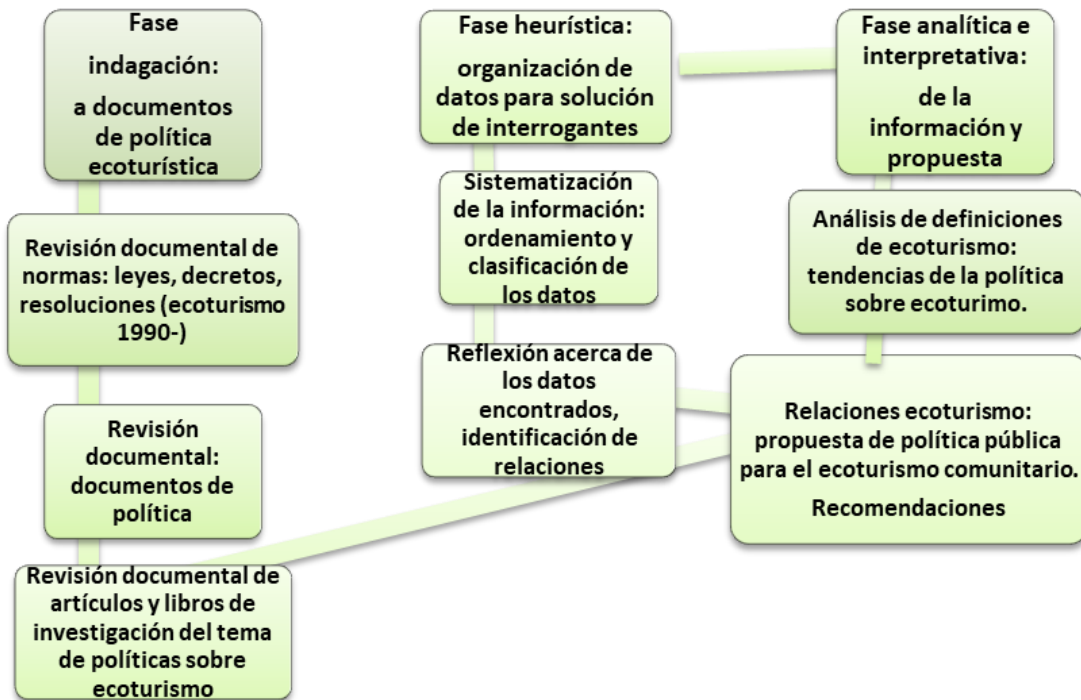 Fase
indagación:
a documentos
de política
ecoturística
Revisión documental de
normas: leyes, decretos,
resoluciones (ecoturismo
1990-)
Revisión
documental:
documentos de
política
Revisión documental de
artículos y libros de
investigación del tema
de políticas sobre
ecoturismo
Fase heurística:
organización de
datos para solución
de interrogantes
Sistematización
de la información:
ordenamiento y
clasificación de
los datos
Reflexión acerca de
los datos
encontrados,
identificación de
relaciones
Fase analítica e
interpretativa:
de la
información y
propuesta
Análisis de definiciones
de ecoturismo:
tendencias de la política
sobre ecoturimo.
Relaciones ecoturismo:
propuesta de política pública
para el ecoturismo comunitario.
Recomendaciones